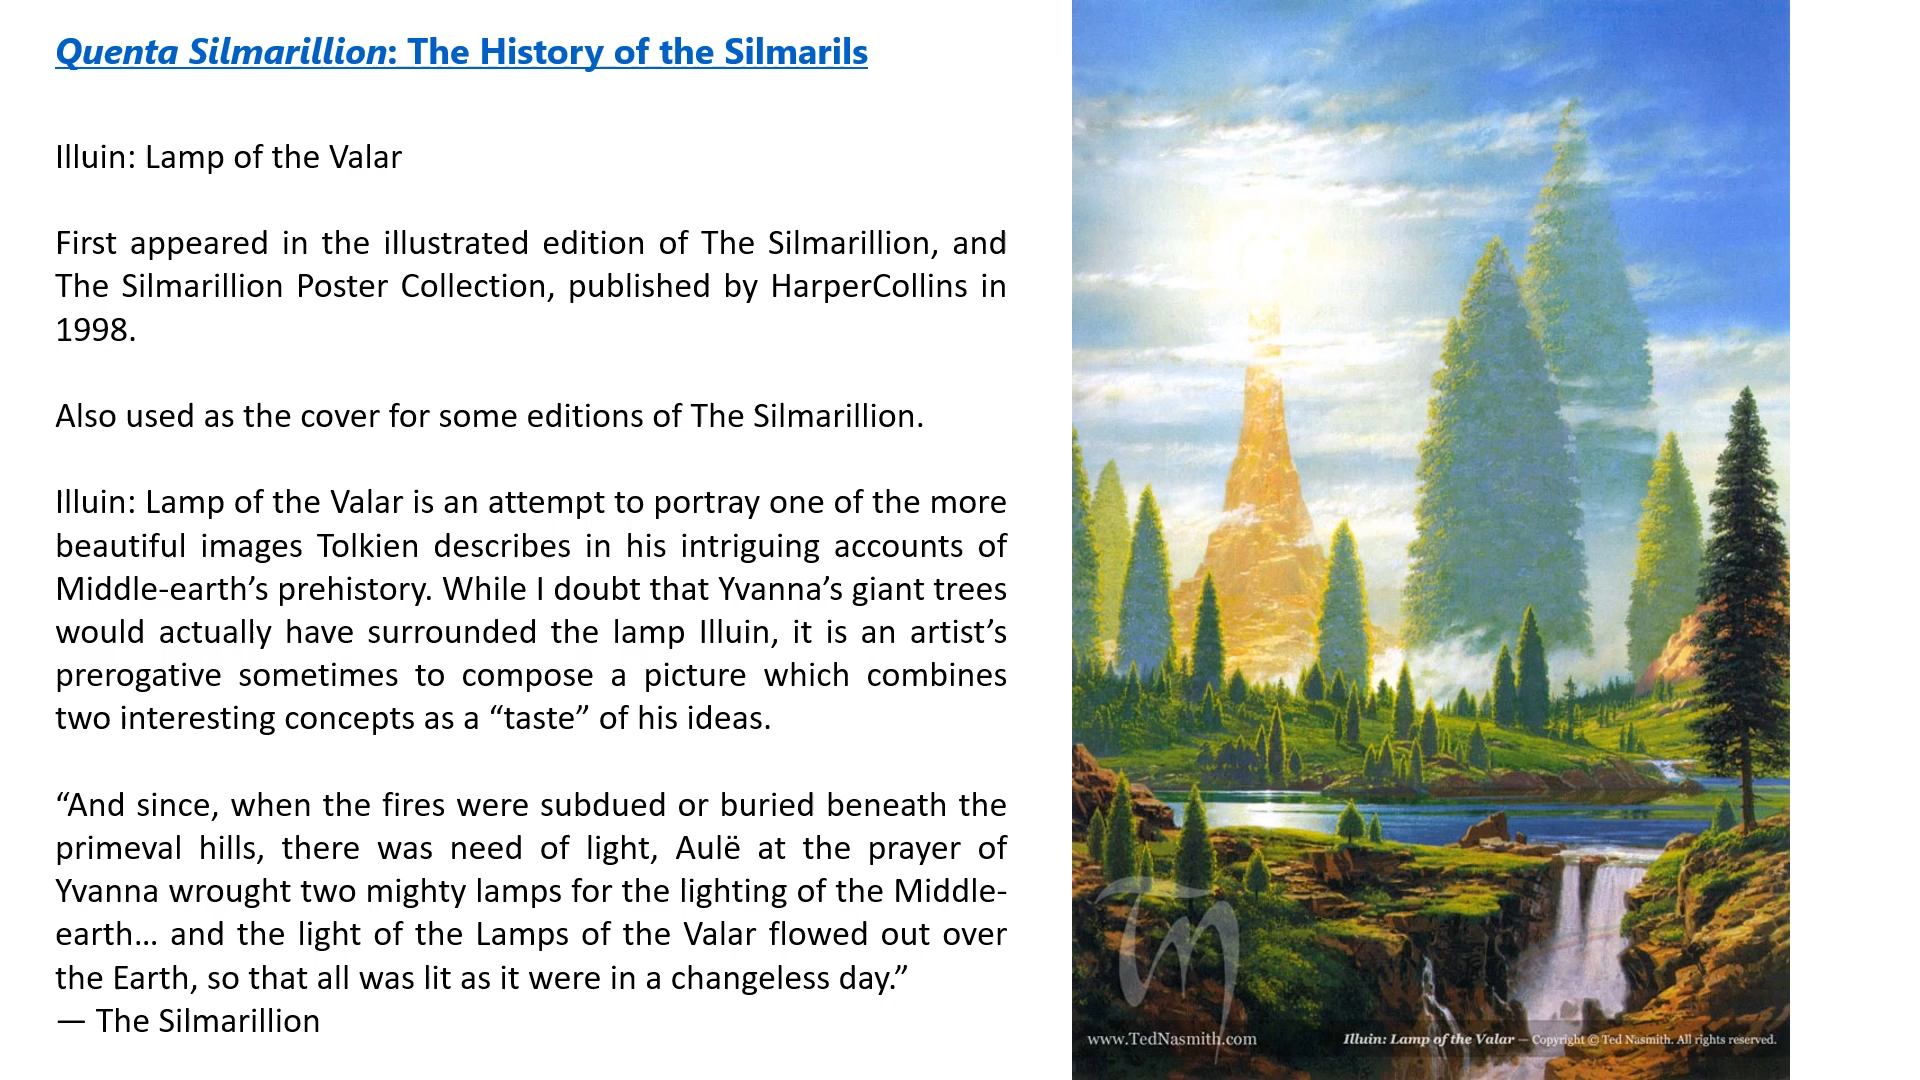 Quenta Silmarillion: The History of the Silmarils
Illuin: Lamp of the Valar
First appeared in the illustrated edition of The Silmarillion, and
The Silmarillion Poster Collection, published by HarperCollins in
1998.
Also used as the cover for some editions of The Silmarillion.
Illuin: Lamp of the Valar is an attempt to portray one of the more
beautiful images Tolkien describes in his intriguing accounts of
Middle-earth’s prehistory. While I doubt that Yvanna’s giant trees
would actually have surrounded the lamp Illuin, it is an artist’s
prerogative sometimes to compose a picture which combines
two interesting concepts as a “taste” of his ideas.
“And since, when the fires were subdued or buried beneath the
primeval hills, there was need of light, Aulë at the prayer of
Yvanna wrought two mighty lamps for the lighting of the Middle-
earth… and the light of the Lamps of the Valar flowed out over
the Earth, so that all was lit as it were in a changeless day.”
— The Silmarillion
TN
www.TedNasmith.com
Illuin: Lamp of the Valar — Copyright © Ted Nasmith. All rights reserved.